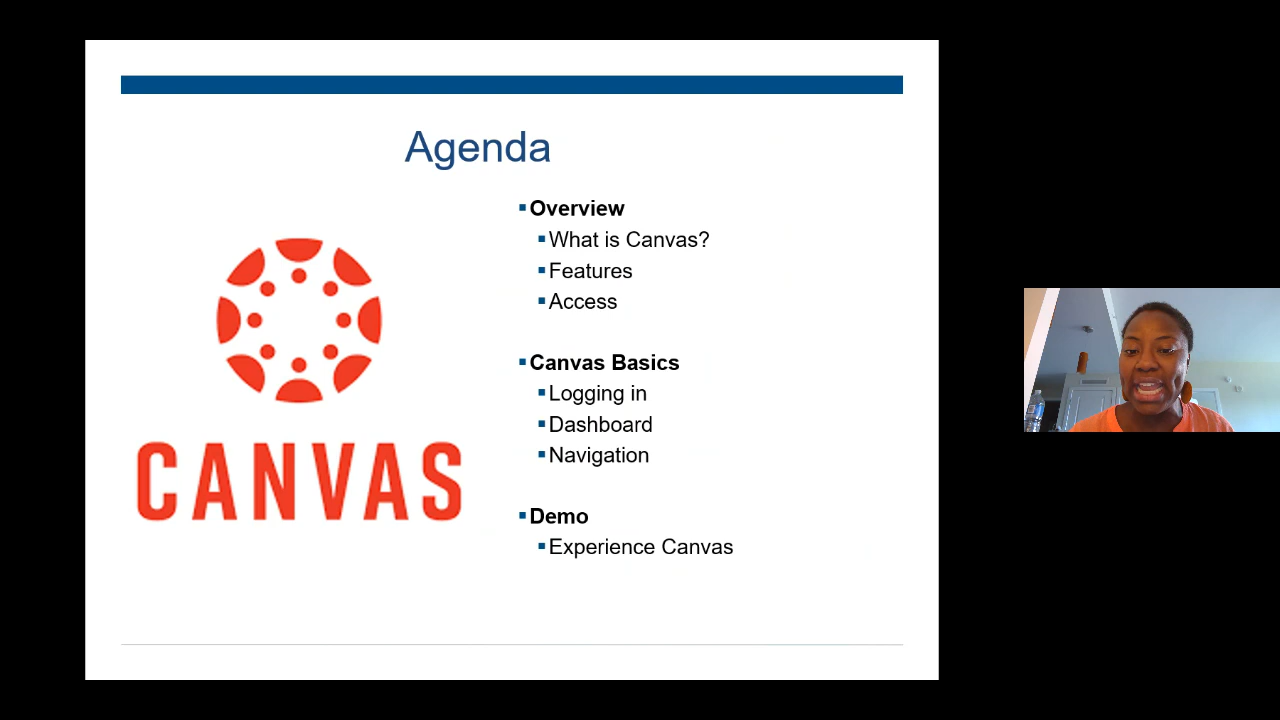 Agenda
Overview
What is Canvas?
Features
Access
Canvas Basics
Logging in
Dashboard
Navigation
Demo
Experience Canvas
CANVAS